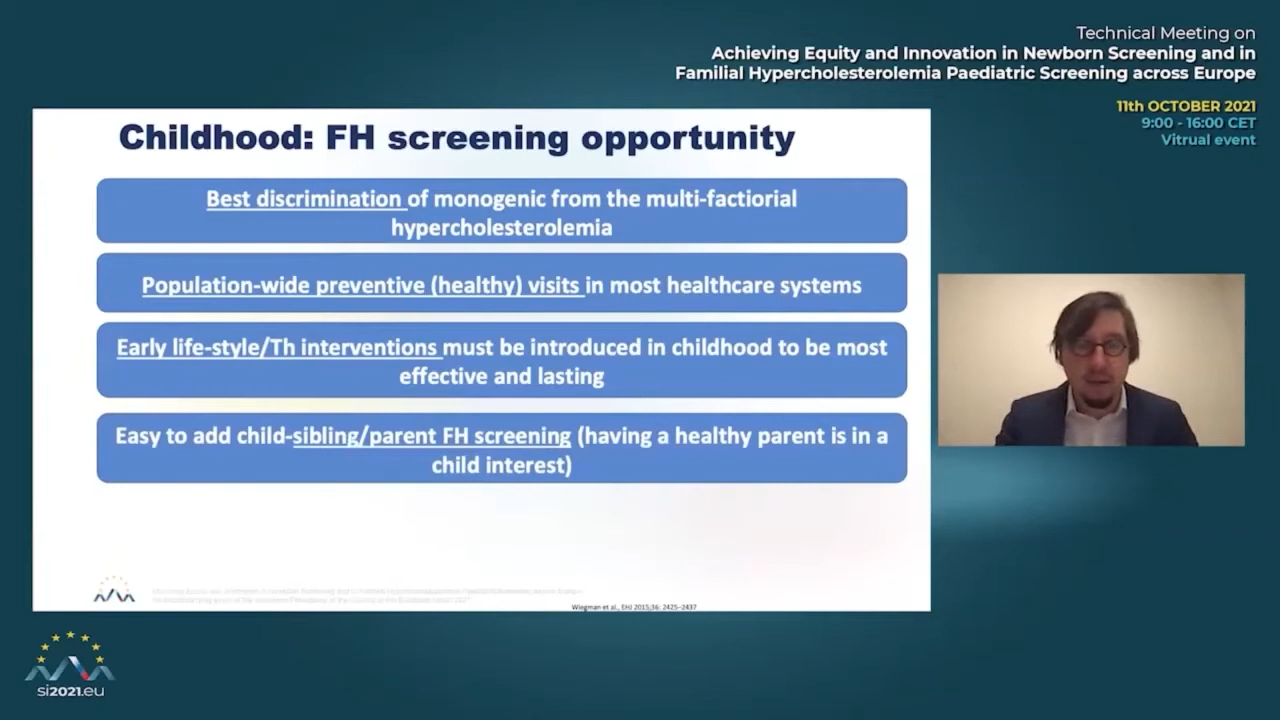 Technical Meeting on
Achieving Equity and Innovation in Newborn Screening and in
Familial Hypercholesterolemia Paediatric Screening across Europe
11th OCTOBER 2021
9:00 - 16:00 CET
Vitrual event
Childhood: FH screening opportunity
Best discrimination of monogenic from the multi-factiorial
hypercholesterolemia
Population-wide preventive (healthy) visits in most healthcare systems
Early life-style/Th interventions must be introduced in childhood to be most
effective and lasting
Easy to add child-sibling/parent FH screening (having a healthy parent is in a
child interest)
Wiegman et al., EHJ 2015;36: 2425-2437
si2021.eu